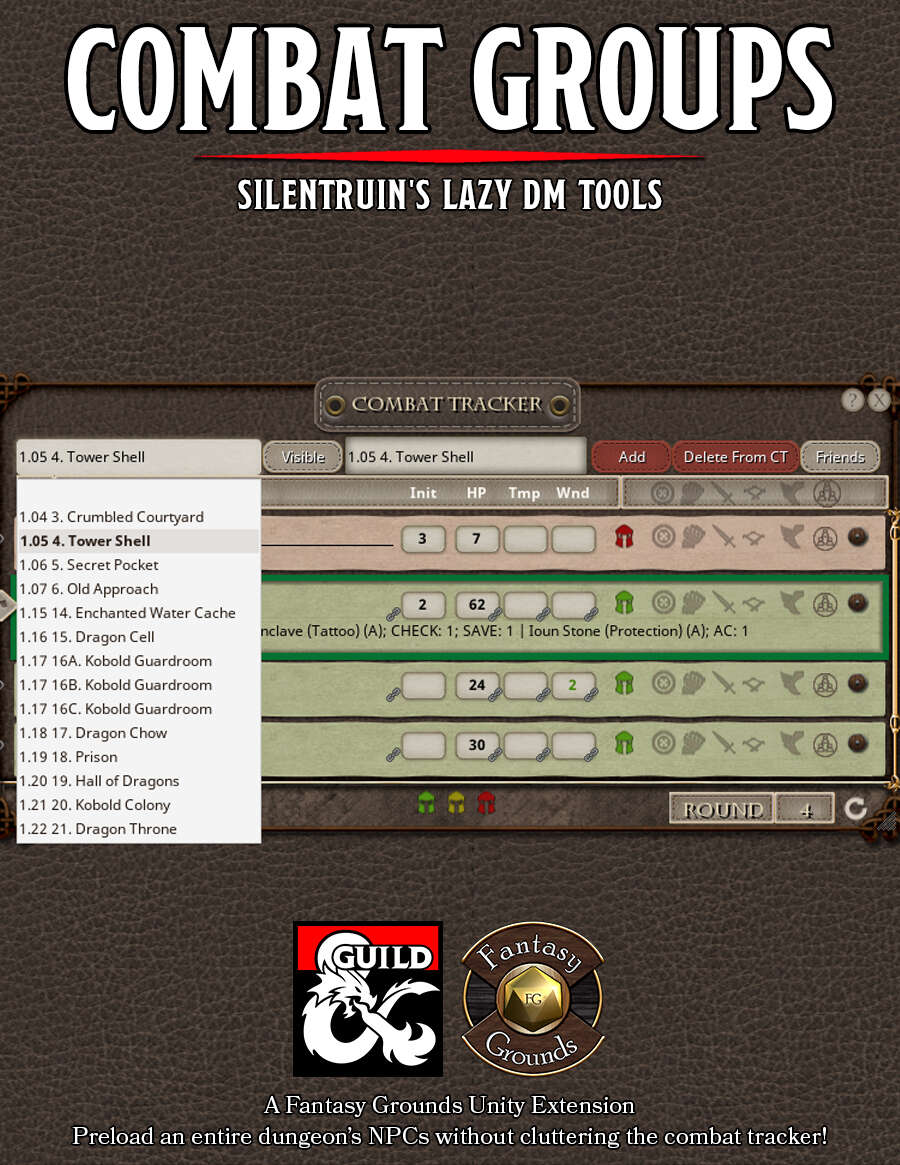 COMBAT GROUPS
SILENTRUIN'S LAZY DM TOOLS
COMBAT TRACKER
? X
1.05 4. Tower Shell
Visible
1.05 4. Tower Shell
Add
Delete From CT
Friends
Init HP Tmp Wnd
1.04 3. Crumbled Courtyard
1.05 4. Tower Shell
1.06 5. Secret Pocket
1.07 6. Old Approach
1.15 14. Enchanted Water Cache
1.16 15. Dragon Cell
1.17 16A. Kobold Guardroom
1.17 16B. Kobold Guardroom
1.17 16C. Kobold Guardroom
1.18 17. Dragon Chow
1.19 18. Prison
1.20 19. Hall of Dragons
1.21 20. Kobold Colony
1.22 21. Dragon Throne
3 7
2 62
nclave (Tattoo) (A); CHECK: 1; SAVE: 1 | Ioun Stone (Protection) (A); AC: 1
24 2
30
ROUND 4
GUILD
Fantasy
FG
Grounds
A Fantasy Grounds Unity Extension
Preload an entire dungeon's NPCs without cluttering the combat tracker!